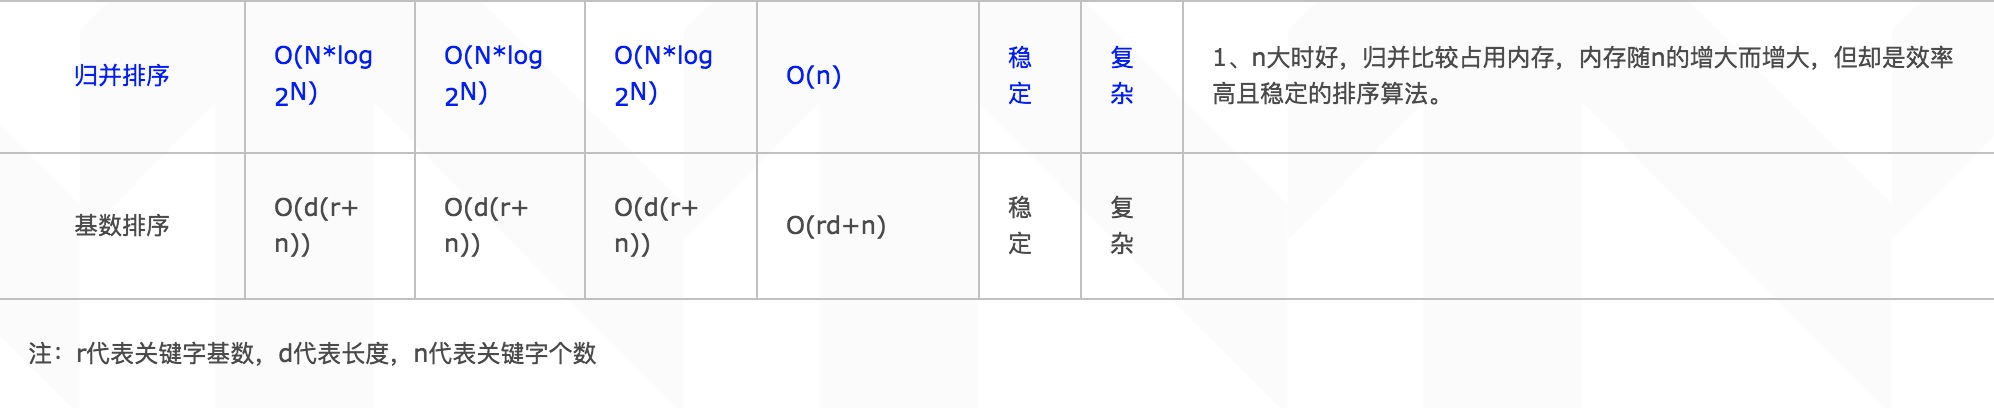 归并排序
O(N*log
2N)
O(N*log
2N)
O(N*log
2N)
O(n)
稳
定
复
杂
1、n大时好，归并比较占用内存，内存随n的增大而增大，但却是效率
高且稳定的排序算法。
基数排序
O(d(r+
n))
O(d(r+
n))
O(d(r+
n))
O(rd+n)
稳
定
复
杂
注：r代表关键字基数，d代表长度，n代表关键字个数